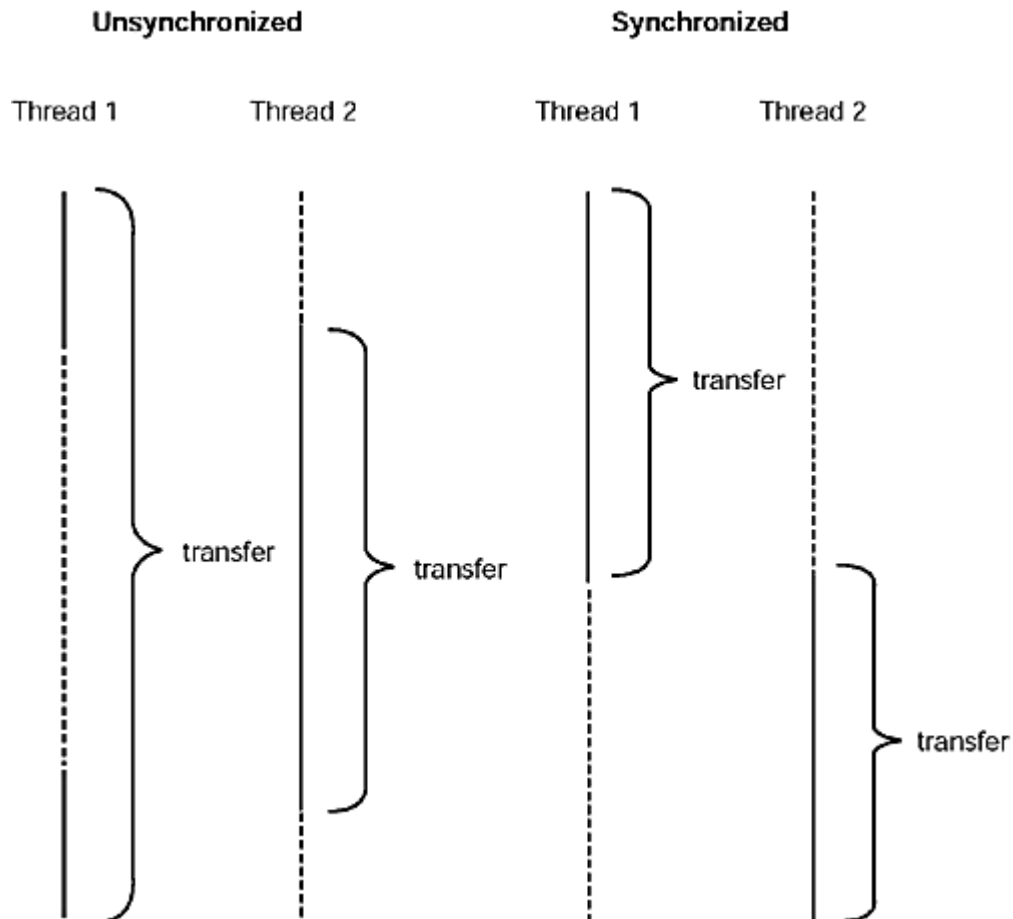 Unsynchronized Synchronized
Thread 1 Thread 2 Thread 1 Thread 2
transfer
transfer
transfer
transfer